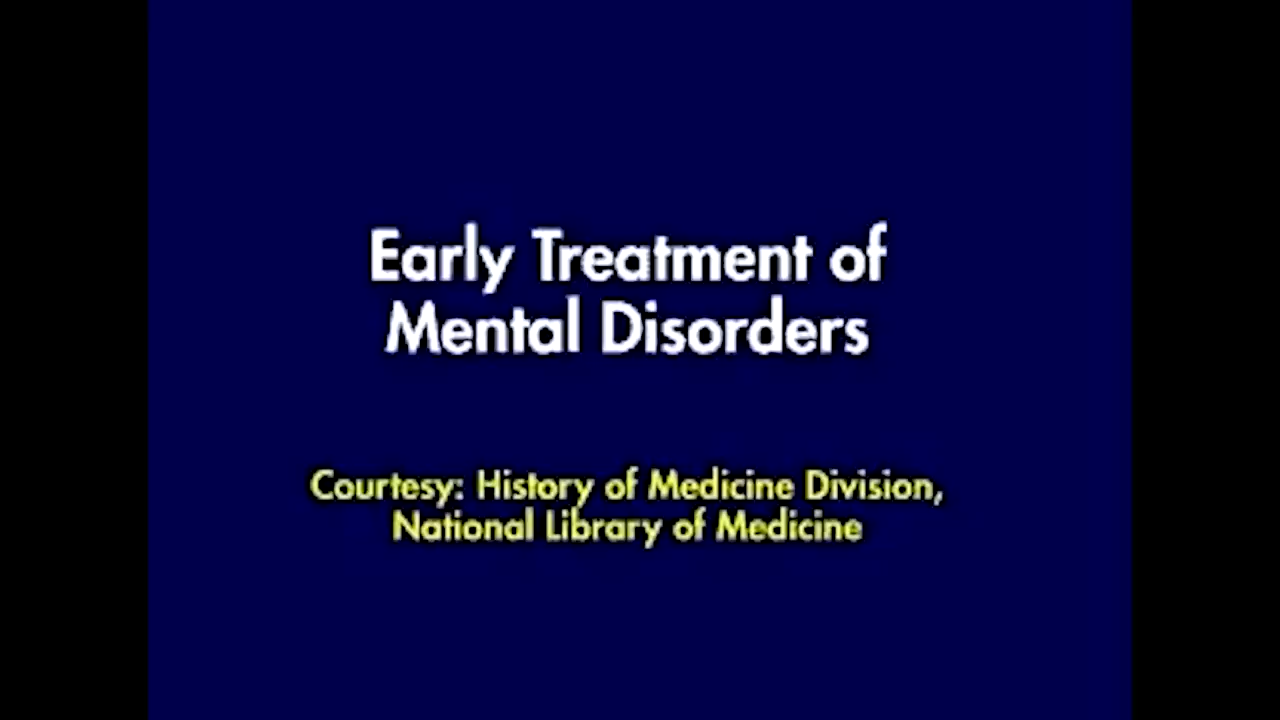 Early Treatment of
Mental Disorders
Courtesy: History of Medicine Division,
National Library of Medicine